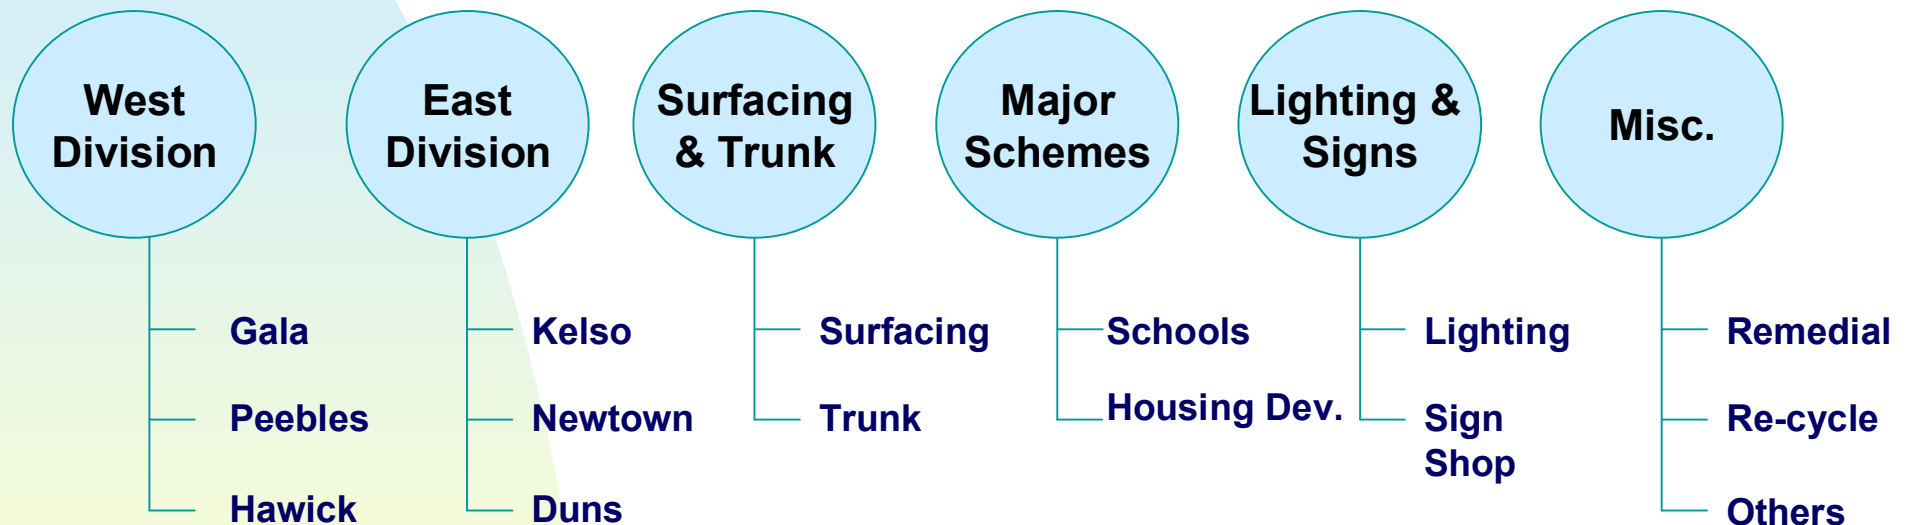 West
Division
East
Division
Surfacing
& Trunk
Major
Schemes
Lighting &
Signs
Misc.
Gala
Peebles
Hawick
Kelso
Newtown
Duns
Surfacing
Trunk
Schools
Housing Dev.
Lighting
Sign
Shop
Remedial
Re-cycle
Others